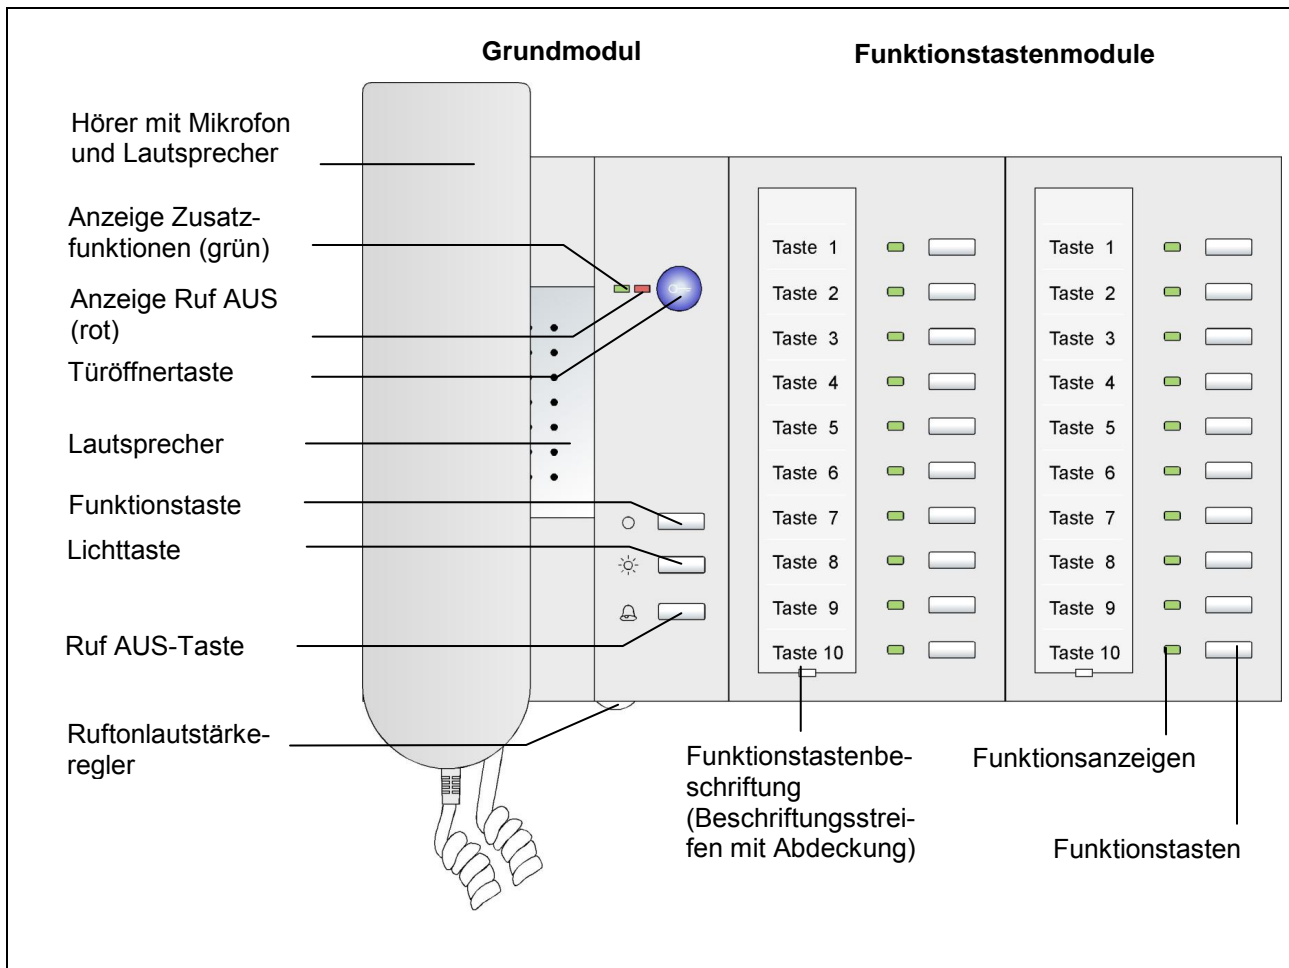 Grundmodul
Funktionstastenmodule
Hörer mit Mikrofon
und Lautsprecher
Anzeige Zusatz-
funktionen (grün)
Anzeige Ruf AUS
(rot)
Türöffnertaste
Lautsprecher
Funktionstaste
Lichttaste
Ruf AUS-Taste
Ruftonlautstärke-
regler
Taste 1
Taste 2
Taste 3
Taste 4
Taste 5
Taste 6
Taste 7
Taste 8
Taste 9
Taste 10
Taste 1
Taste 2
Taste 3
Taste 4
Taste 5
Taste 6
Taste 7
Taste 8
Taste 9
Taste 10
Funktionstastenbe-
schriftung
(Beschriftungsstrei-
fen mit Abdeckung)
Funktionsanzeigen
Funktionstasten